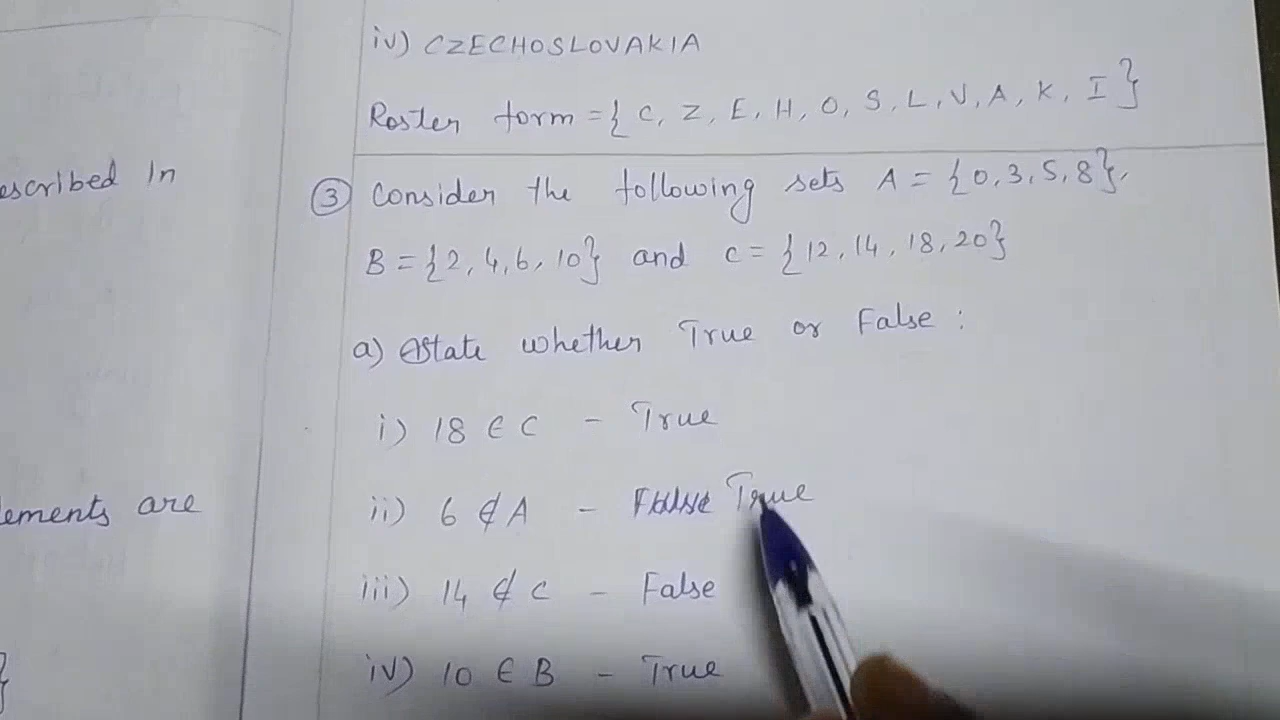 iv) CZECHOSLOVAKIA
Roster form = { C, Z, E, H, O, S, L, V, A, K, I }
escribed in
③ Consider the following sets A = {0, 3, 5, 8},
B = {2, 4, 6, 10} and C = {12, 14, 18, 20}
a) State whether True or False :
i) 18 ∈ C - True
ii) 6 ∉ A - False True
lements are
iii) 14 ∉ C - False
iv) 10 ∈ B - True
}